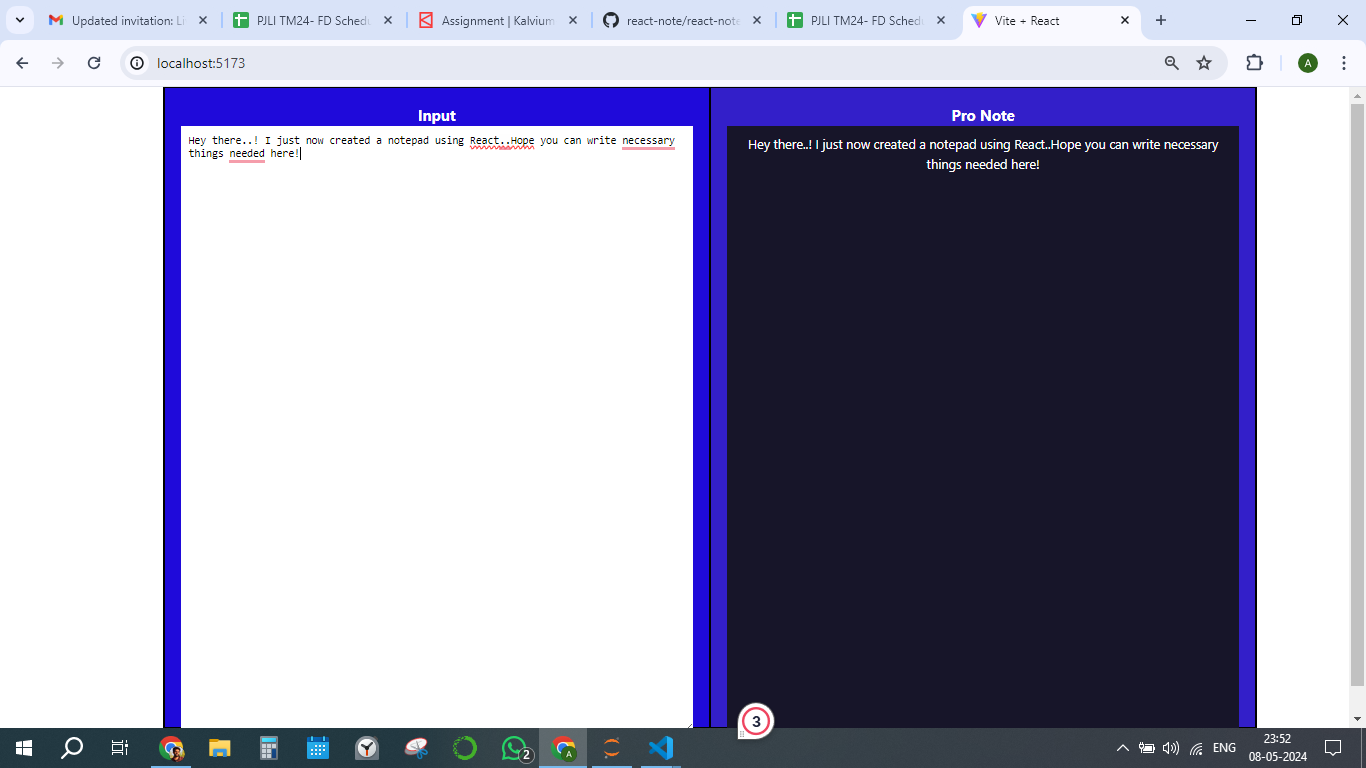 Updated invitation: Li
PJLI TM24- FD Schedu
Assignment | Kalvium
react-note/react-note
PJLI TM24- FD Schedu
Vite + React
localhost:5173
A
Input
Pro Note
Hey there..! I just now created a notepad using React..Hope you can write necessary
things needed here!
Hey there..! I just now created a notepad using React..Hope you can write necessary
things needed here!
3
2
A
ENG
23:52
08-05-2024